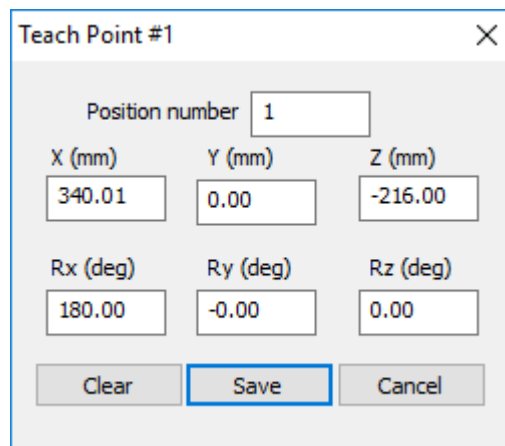 Teach Point #1
Position number 1
X (mm) Y (mm) Z (mm)
340.01 0.00 -216.00
Rx (deg) Ry (deg) Rz (deg)
180.00 -0.00 0.00
Clear Save Cancel